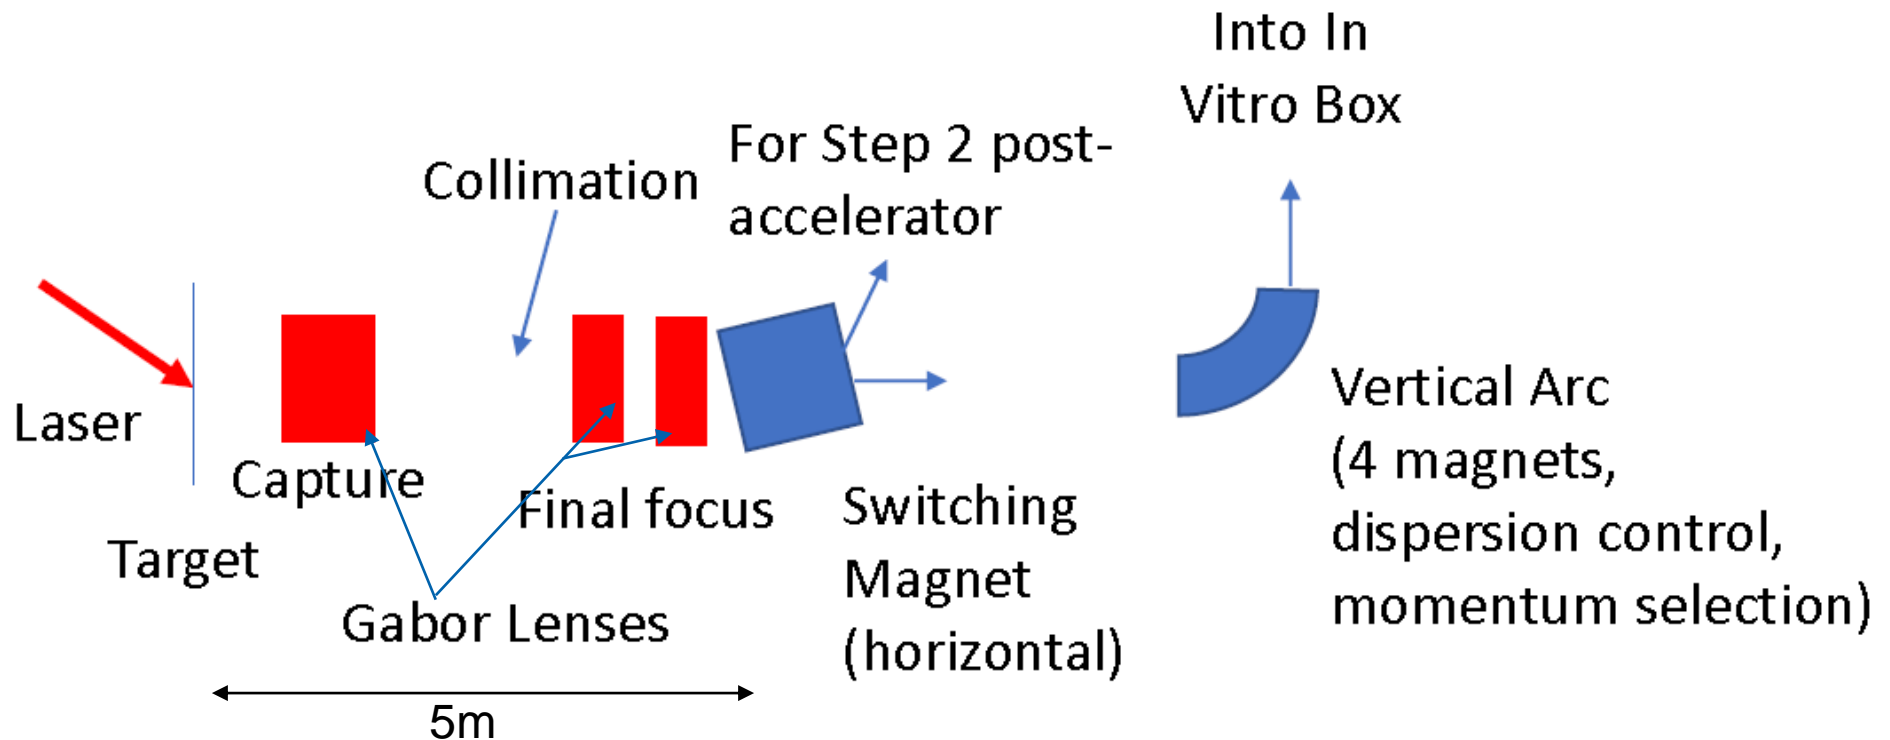 Into In
Vitro Box
For Step 2 post-
accelerator
Collimation
Laser
Capture
Target
Final focus
Gabor Lenses
Switching
Magnet
(horizontal)
Vertical Arc
(4 magnets,
dispersion control,
momentum selection)
5m